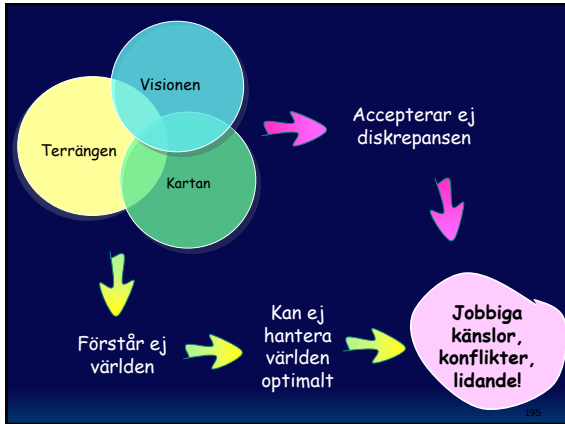 Visionen
Terrängen
Kartan
Accepterar ej
diskrepansen
Förstår ej
världen
Kan ej
hantera
världen
optimalt
Jobbiga
känslor,
konflikter,
lidande!
195